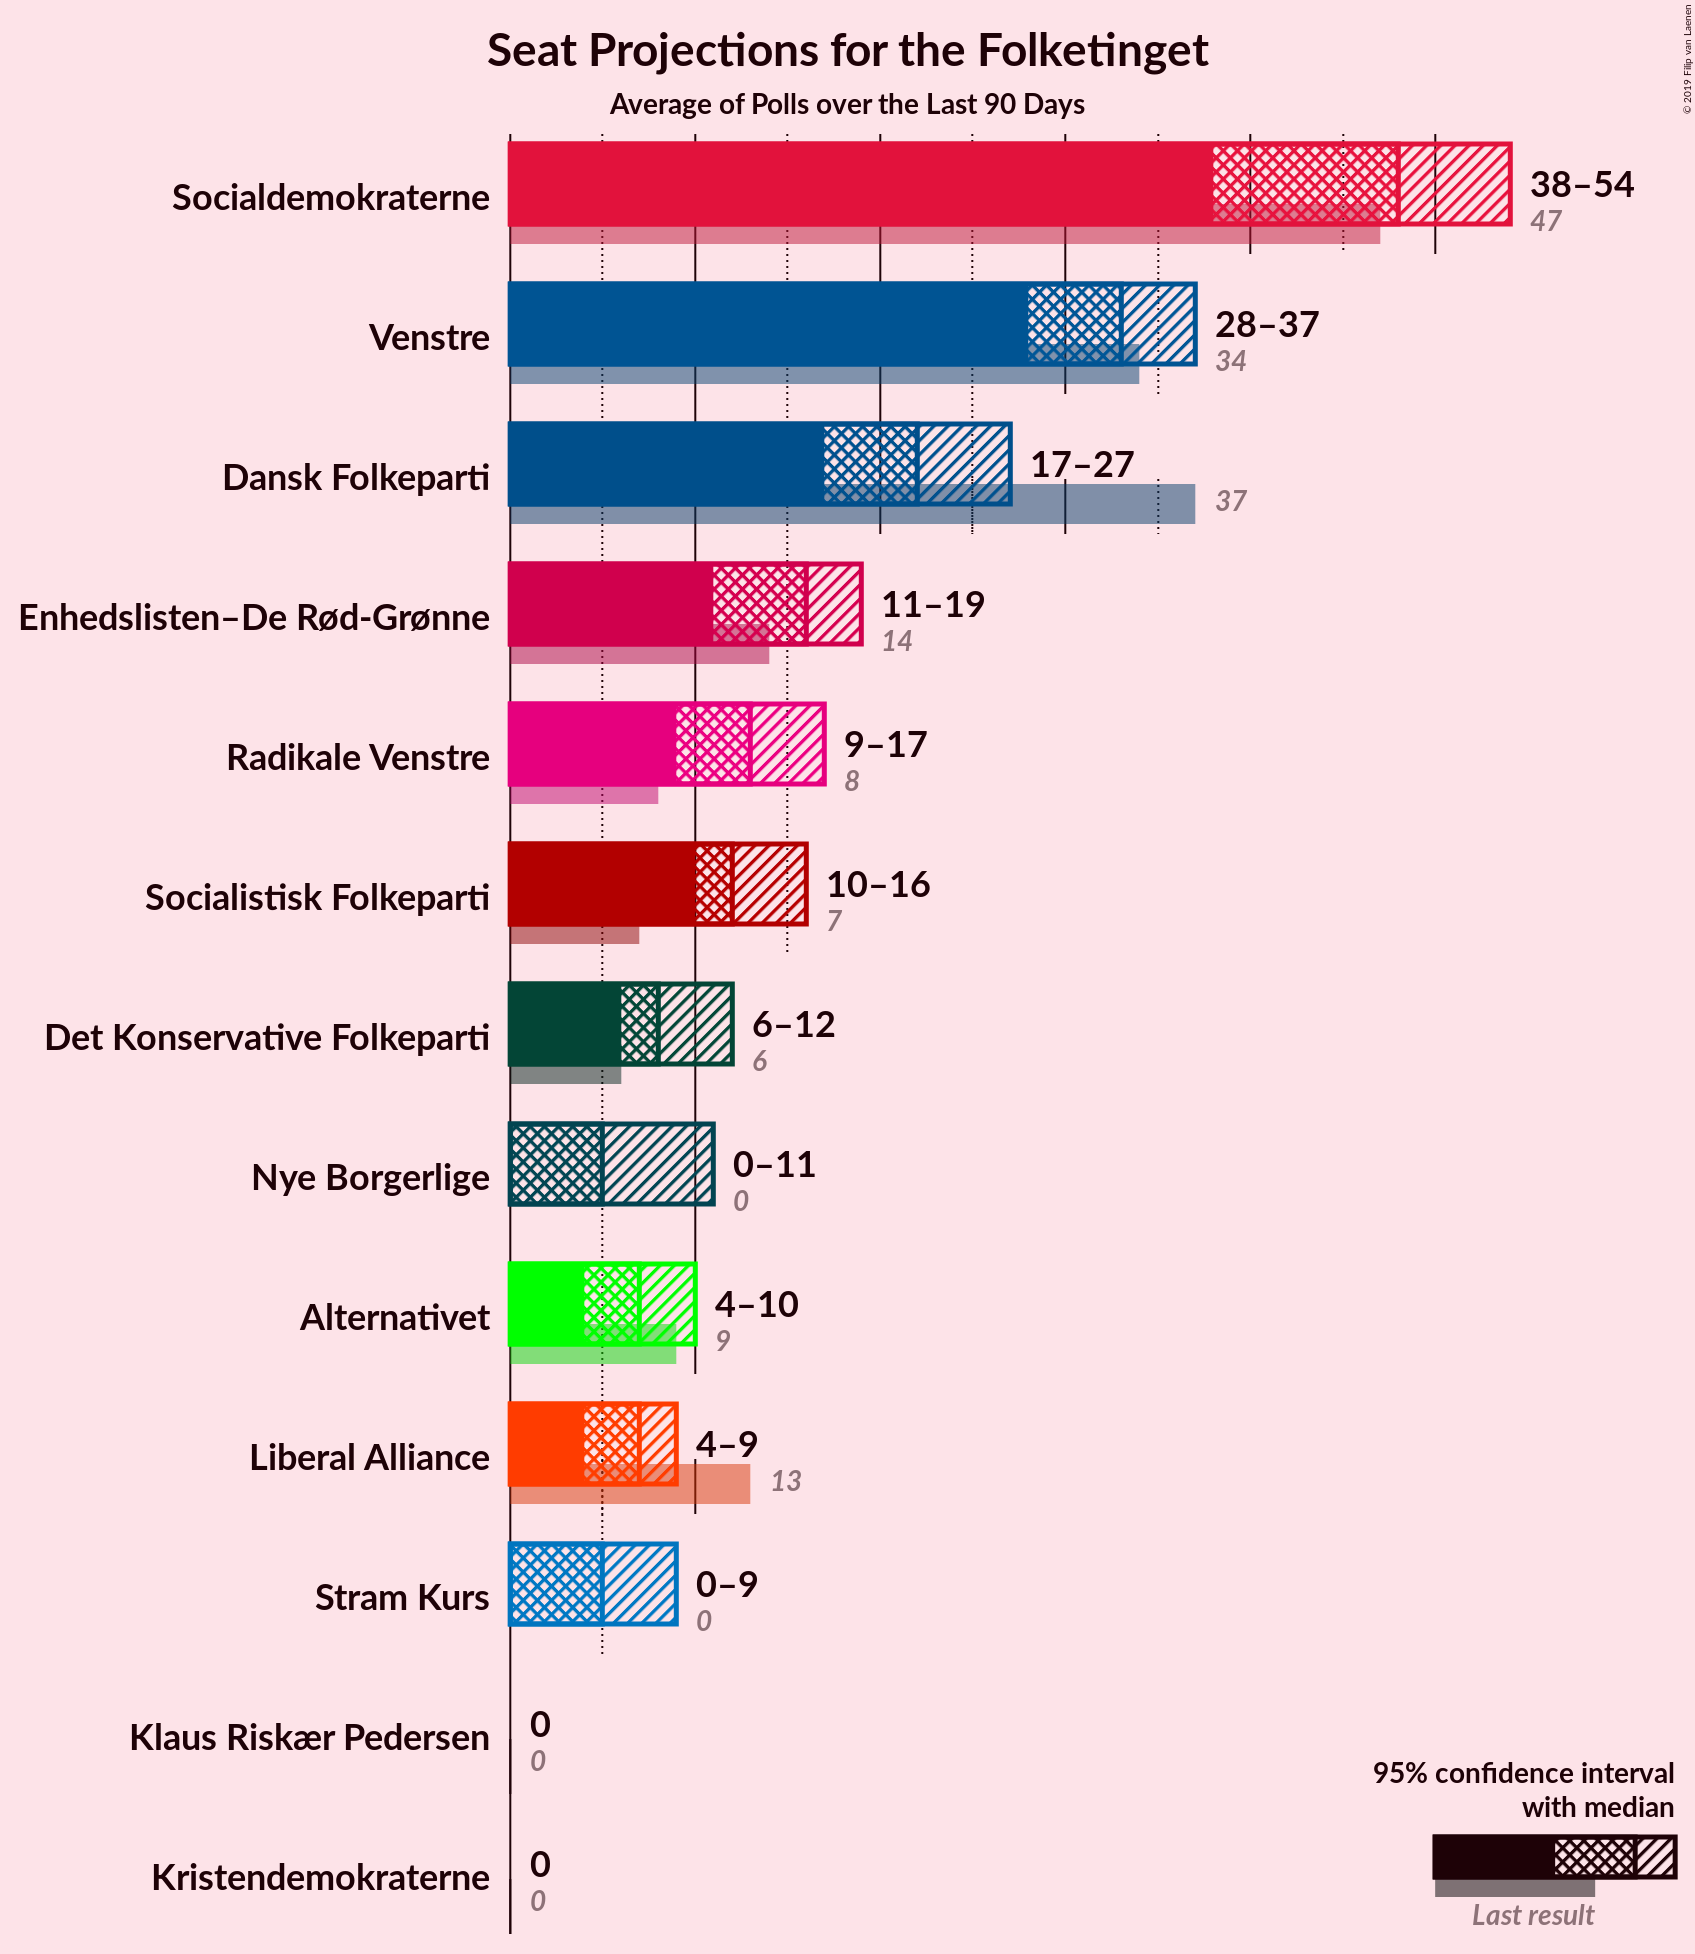 Seat Projections for the Folketinget
Average of Polls over the Last 90 Days
© 2019 Filip van Laenen
Socialdemokraterne
38–54
47
Venstre
28–37
34
Dansk Folkeparti
17–27
37
Enhedslisten–De Rød-Grønne
11–19
14
Radikale Venstre
9–17
8
Socialistisk Folkeparti
10–16
7
Det Konservative Folkeparti
6–12
6
Nye Borgerlige
0–11
0
Alternativet
4–10
9
Liberal Alliance
4–9
13
Stram Kurs
0–9
0
Klaus Riskær Pedersen
0
0
Kristendemokraterne
0
0
95% confidence interval
with median
Last result